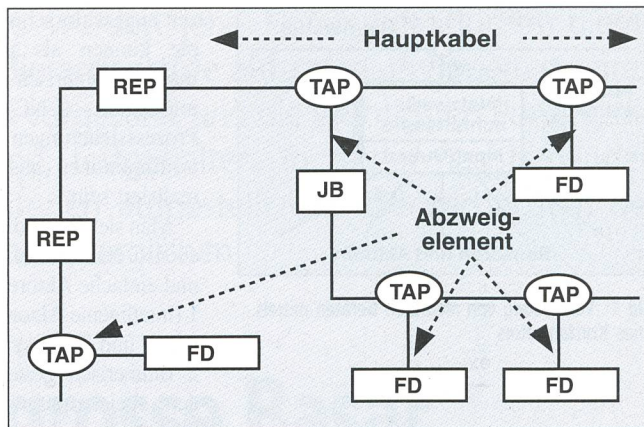 Hauptkabel
REP
TAP
TAP
JB
FD
REP
Abzweig-
element
TAP
TAP
TAP
FD
FD
FD